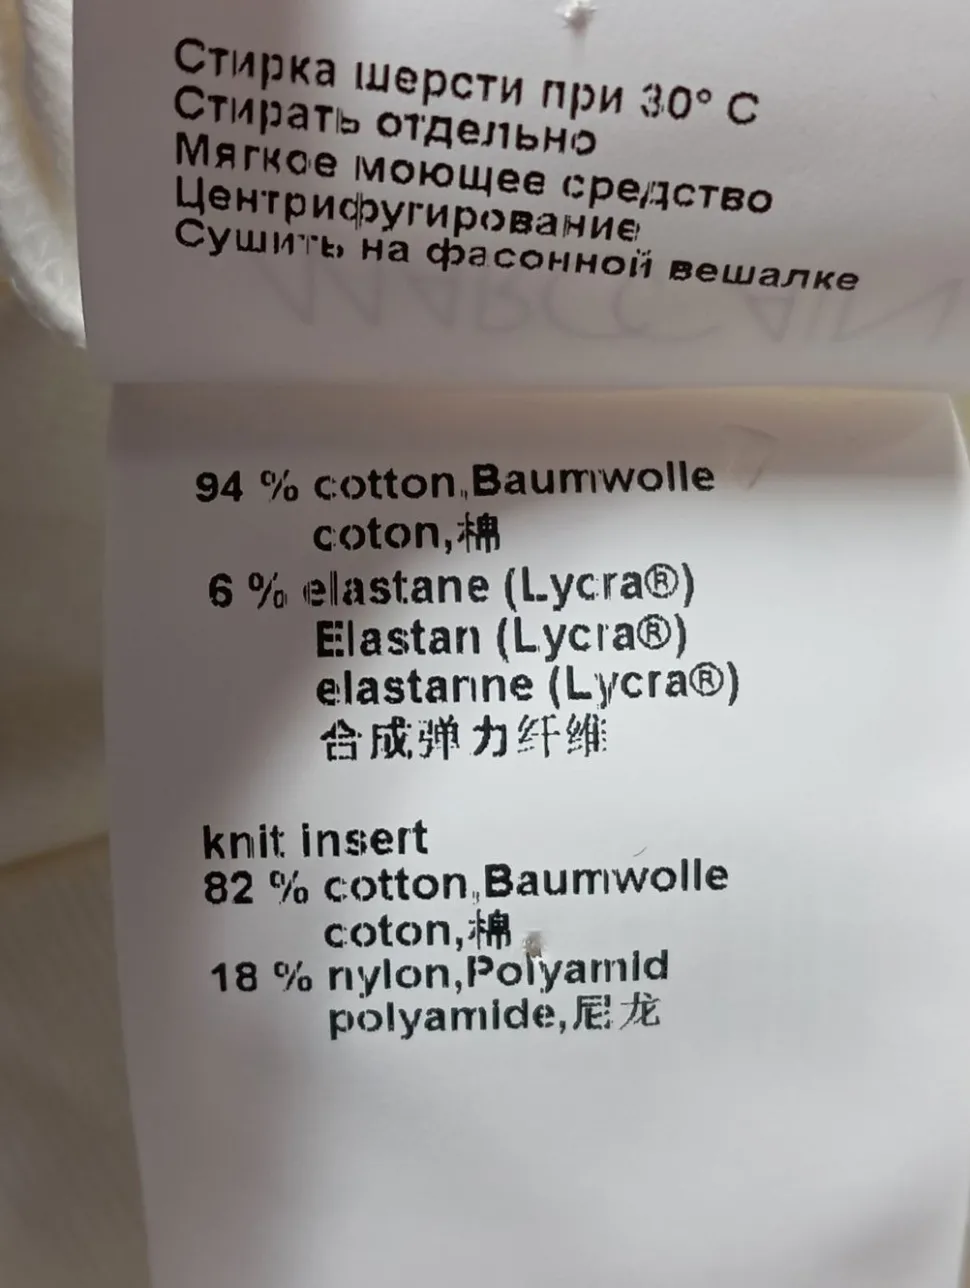 Стирка шерсти при 30° C
Стирать отдельно
Мягкое моющее средство
Центрифугирование
Сушить на фасонной вешалке
94 % cotton,Baumwolle
coton,棉
6 % elastane (Lycra®)
Elastan (Lycra®)
elastanne (Lycra®)
合成弹力纤维
knit insert
82 % cotton,Baumwolle
coton,棉
18 % nylon,Polyamid
polyamide,尼龙